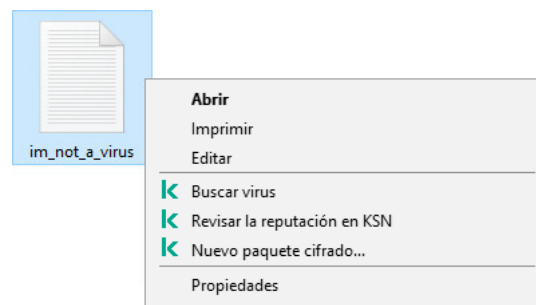 im_not_a_virus
Abrir
Imprimir
Editar
Buscar virus
Revisar la reputación en KSN
Nuevo paquete cifrado...
Propiedades